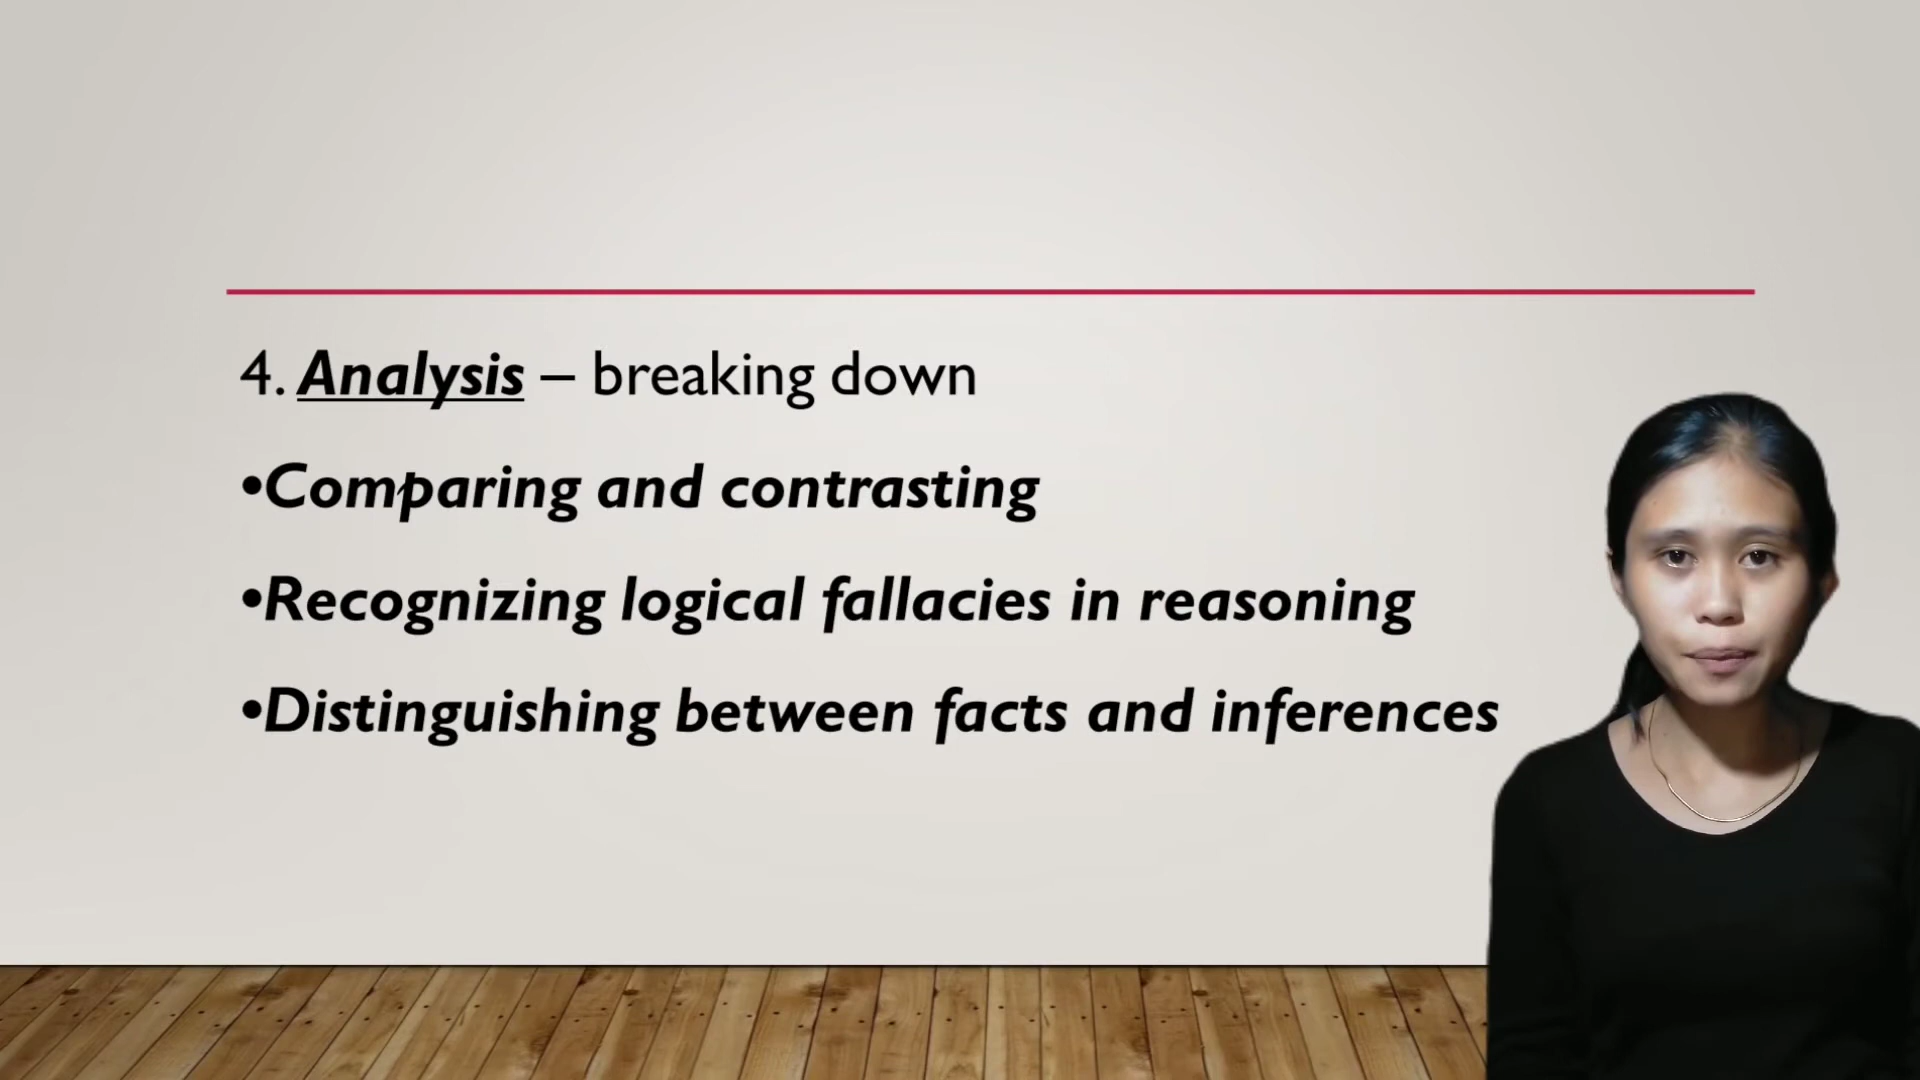 4. Analysis – breaking down
•Comparing and contrasting
•Recognizing logical fallacies in reasoning
•Distinguishing between facts and inferences